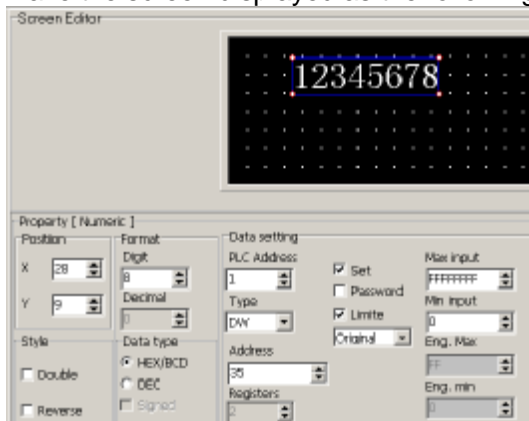 Screen Editor
12345678
Property [ Numeric ]
Position
X 28
Y 9
Format
Digit
8
Decimal
0
Data setting
PLC Address
1
Type
DW
Address
35
Registers
2
Set
Password
Limite
Original
Max input
FFFFFFFF
Min input
0
Eng. Max
FF
Eng. min
0
Style
Double
Reverse
Data type
HEX/BCD
DEC
Signed